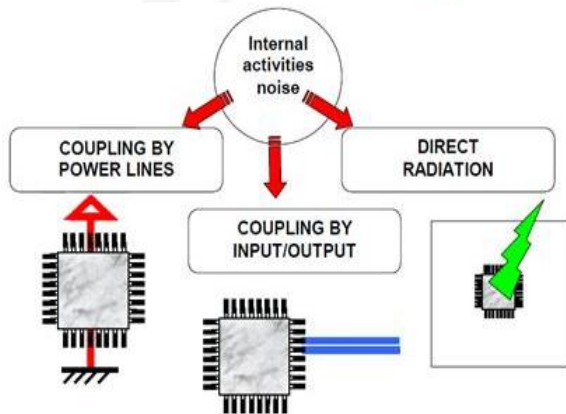 Internal
activities
noise
COUPLING BY
POWER LINES
DIRECT
RADIATION
COUPLING BY
INPUT/OUTPUT